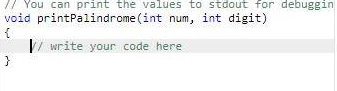 // You can print the values to stdout for debuggin
void printPalindrome(int num, int digit)
{
// write your code here
}